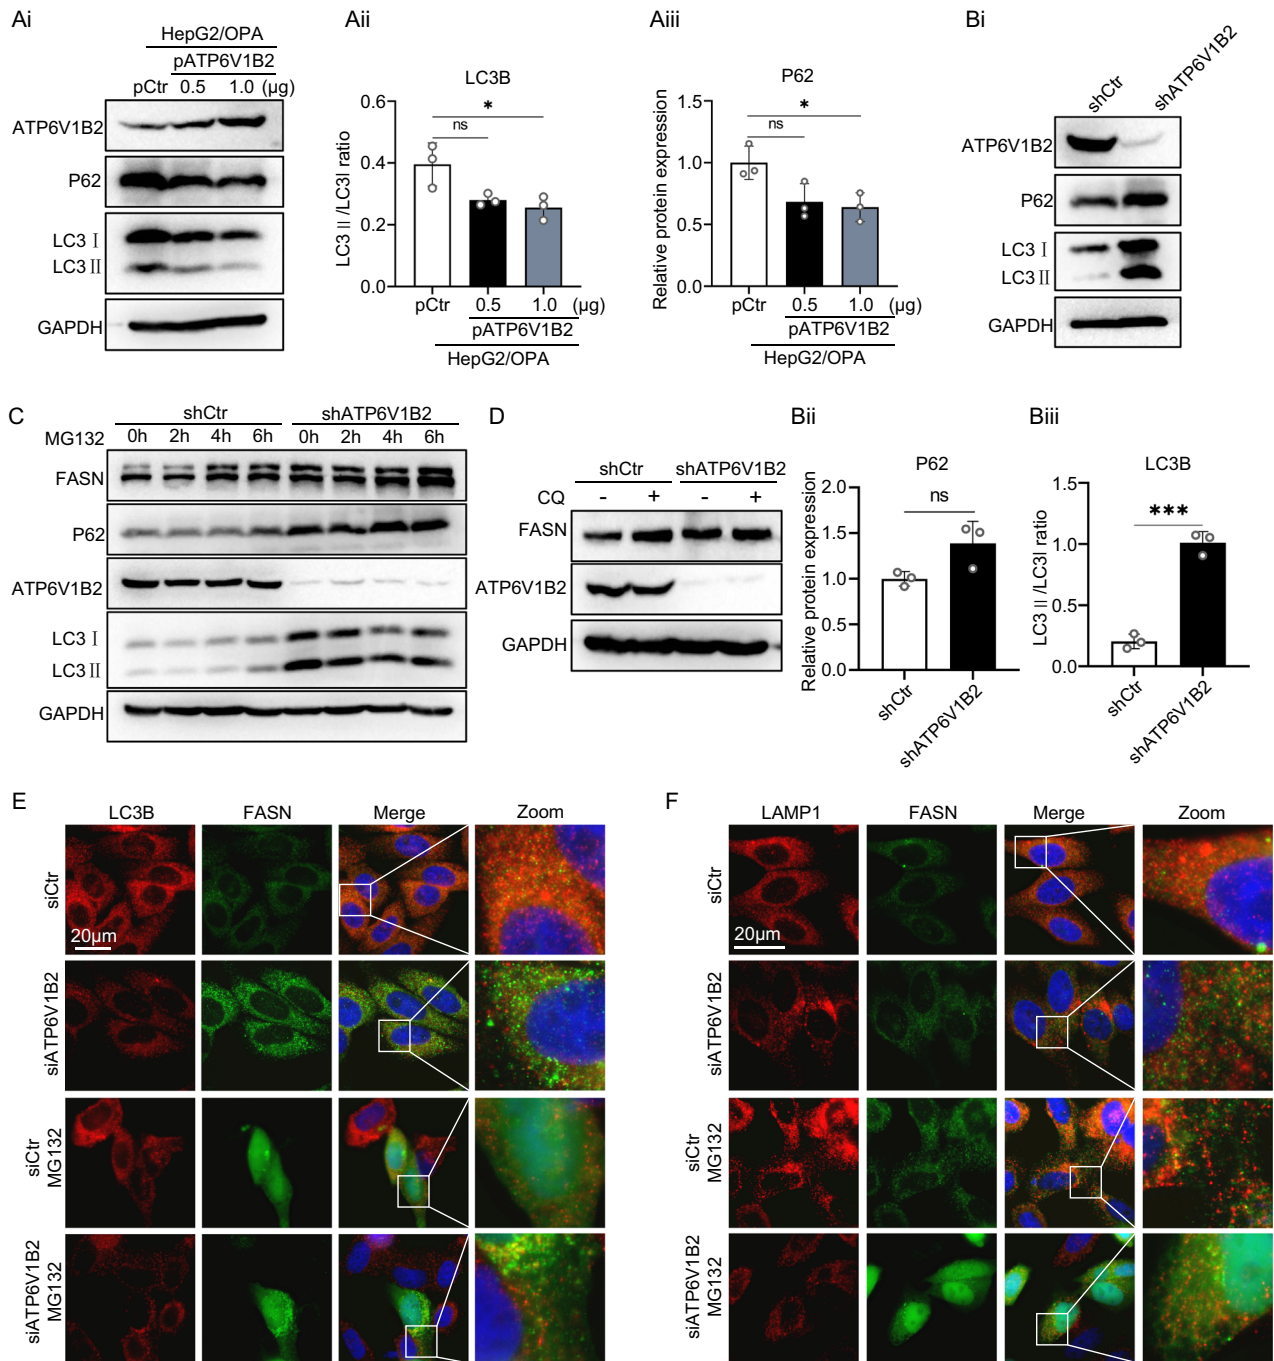 Ai
HepG2/OPA
pATP6V1B2
pCtr 0.5 1.0 (μg)
ATP6V1B2
P62
LC3 Ⅰ
LC3 Ⅱ
GAPDH
Aii
LC3B
LC3 Ⅱ/LC3Ⅰ ratio
0.6
0.4
0.2
0.0
*
ns
pCtr 0.5 1.0 (μg)
pATP6V1B2
HepG2/OPA
Aiii
P62
Relative protein expression
1.5
1.0
0.5
0.0
*
ns
pCtr 0.5 1.0 (μg)
pATP6V1B2
HepG2/OPA
Bi
shCtr shATP6V1B2
ATP6V1B2
P62
LC3 Ⅰ
LC3 Ⅱ
GAPDH
C
shCtr shATP6V1B2
MG132 0h 2h 4h 6h 0h 2h 4h 6h
FASN
P62
ATP6V1B2
LC3 Ⅰ
LC3 Ⅱ
GAPDH
D
shCtr shATP6V1B2
CQ - + - +
FASN
ATP6V1B2
GAPDH
Bii
P62
Relative protein expression
2.0
1.5
1.0
0.5
0.0
ns
shCtr
shATP6V1B2
Biii
LC3B
LC3 Ⅱ/LC3Ⅰ ratio
1.5
1.0
0.5
0.0
***
shCtr
shATP6V1B2
E
LC3B FASN Merge Zoom
siCtr
20μm
siATP6V1B2
siCtr
MG132
siATP6V1B2
MG132
F
LAMP1 FASN Merge Zoom
siCtr
20μm
siATP6V1B2
siCtr
MG132
siATP6V1B2
MG132